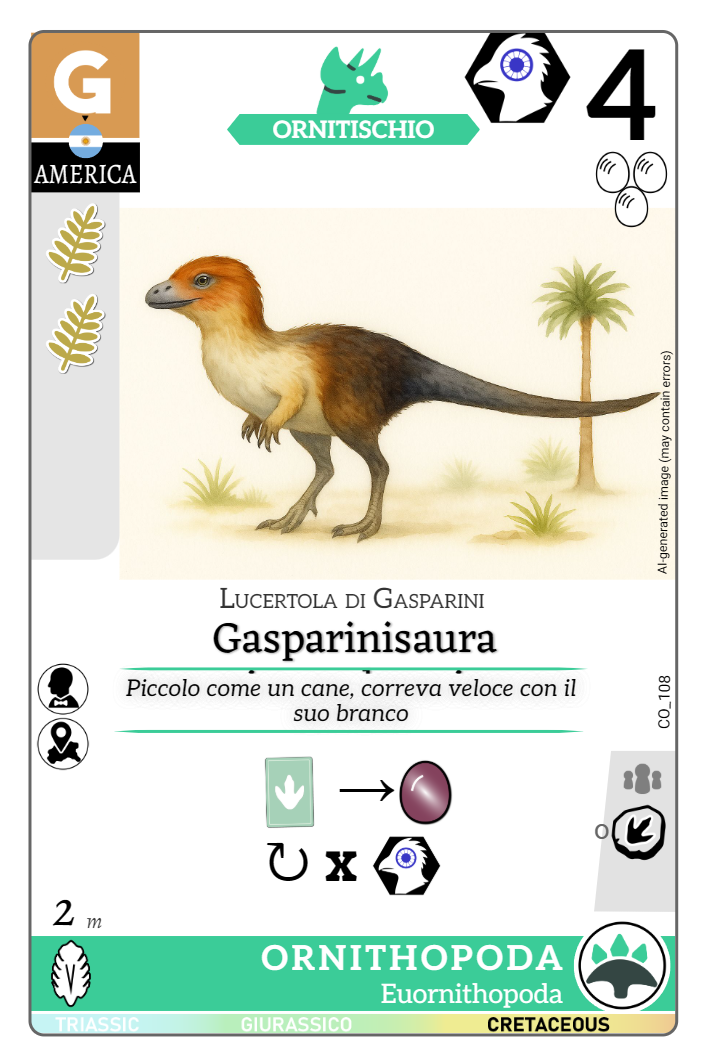 G
AMERICA
ORNITISCHIO
4
AI-generated image (may contain errors)
Lucertola di Gasparini
Gasparinisaura
Piccolo come un cane, correva veloce con il
suo branco
CO_108
x
o
2 m
ORNITHOPODA
Euornithopoda
TRIASSIC
GIURASSICO
CRETACEOUS